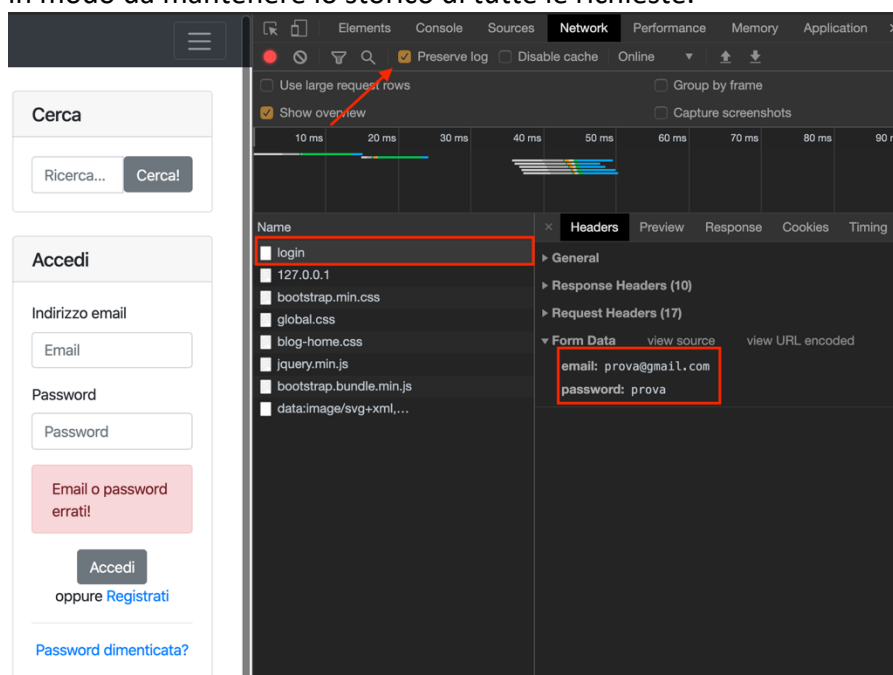 in modo da mantenere lo storico di tutte le richieste.
Elements Console Sources Network Performance Memory Application
Preserve log Disable cache Online
Use large request rows Group by frame
Show overview Capture screenshots
10 ms 20 ms 30 ms 40 ms 50 ms 60 ms 70 ms 80 ms 90
Cerca
Ricerca... Cerca!
Accedi
Indirizzo email
Email
Password
Password
Email o password
errati!
Accedi
oppure Registrati
Password dimenticata?
Name
login
127.0.0.1
bootstrap.min.css
global.css
blog-home.css
jquery.min.js
bootstrap.bundle.min.js
data:image/svg+xml,...
× Headers Preview Response Cookies Timing
General
Response Headers (10)
Request Headers (17)
Form Data view source view URL encoded
email: prova@gmail.com
password: prova